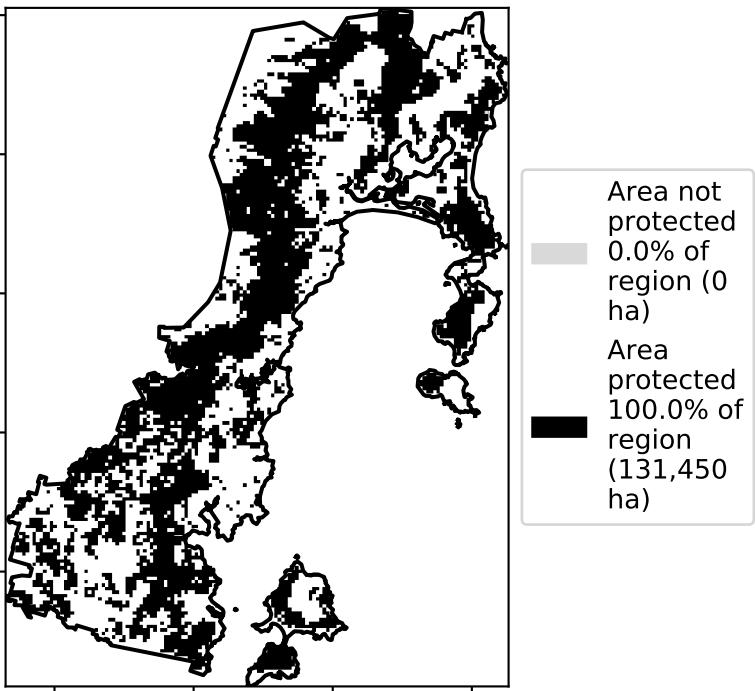 Area not
protected
0.0% of
region (0
ha)
Area
protected
100.0% of
region
(131,450
ha)